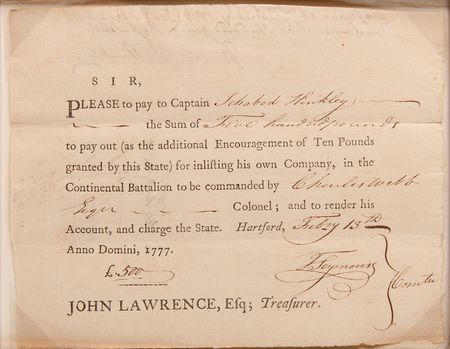 SIR,
PLEASE to pay to Captain Ichabod Hinkley
the Sum of Five hundred pounds
to pay out (as the additional Encouragement of Ten Pounds
granted by this State) for inlisting his own Company, in the
Continental Battalion to be commanded by Charles Webb
Esqr Colonel; and to render his
Account, and charge the State. Hartford, Feby 13th
Anno Domini, 1777.
£.500
T Seymour
Comtee
JOHN LAWRENCE, Esq; Treasurer.